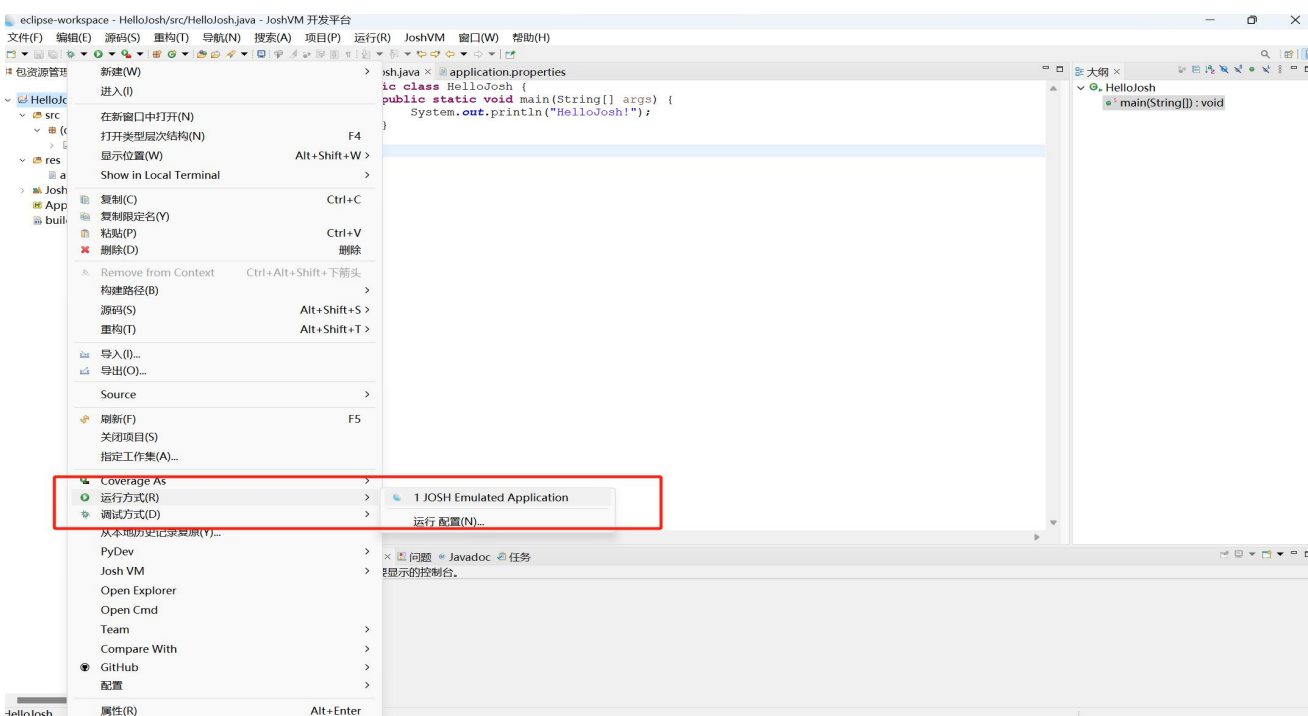 eclipse-workspace - HelloJosh/src/HelloJosh.java - JoshVM 开发平台
文件(F) 编辑(E) 源码(S) 重构(T) 导航(N) 搜索(A) 项目(P) 运行(R) JoshVM 窗口(W) 帮助(H)
包资源管理
HelloJo
src
res
Josh
App
buil
HelloJosh
新建(W)
进入(I)
在新窗口中打开(N)
打开类型层次结构(N) F4
显示位置(W) Alt+Shift+W
Show in Local Terminal
复制(C) Ctrl+C
复制限定名(Y)
粘贴(P) Ctrl+V
删除(D) 删除
Remove from Context Ctrl+Alt+Shift+下箭头
构建路径(B)
源码(S) Alt+Shift+S
重构(T) Alt+Shift+T
导入(I)...
导出(O)...
Source
刷新(F) F5
关闭项目(S)
指定工作集(A)...
Coverage As
运行方式(R)
调试方式(D)
从本地历史记录复原(Y)...
PyDev
Josh VM
Open Explorer
Open Cmd
Team
Compare With
GitHub
配置
属性(R) Alt+Enter
1 JOSH Emulated Application
运行 配置(N)...
osh.java application.properties
ic class HelloJosh {
public static void main(String[] args) {
System.out.println("HelloJosh!");
}
问题 Javadoc 任务
要显示的控制台。
大纲
HelloJosh
main(String[]) : void